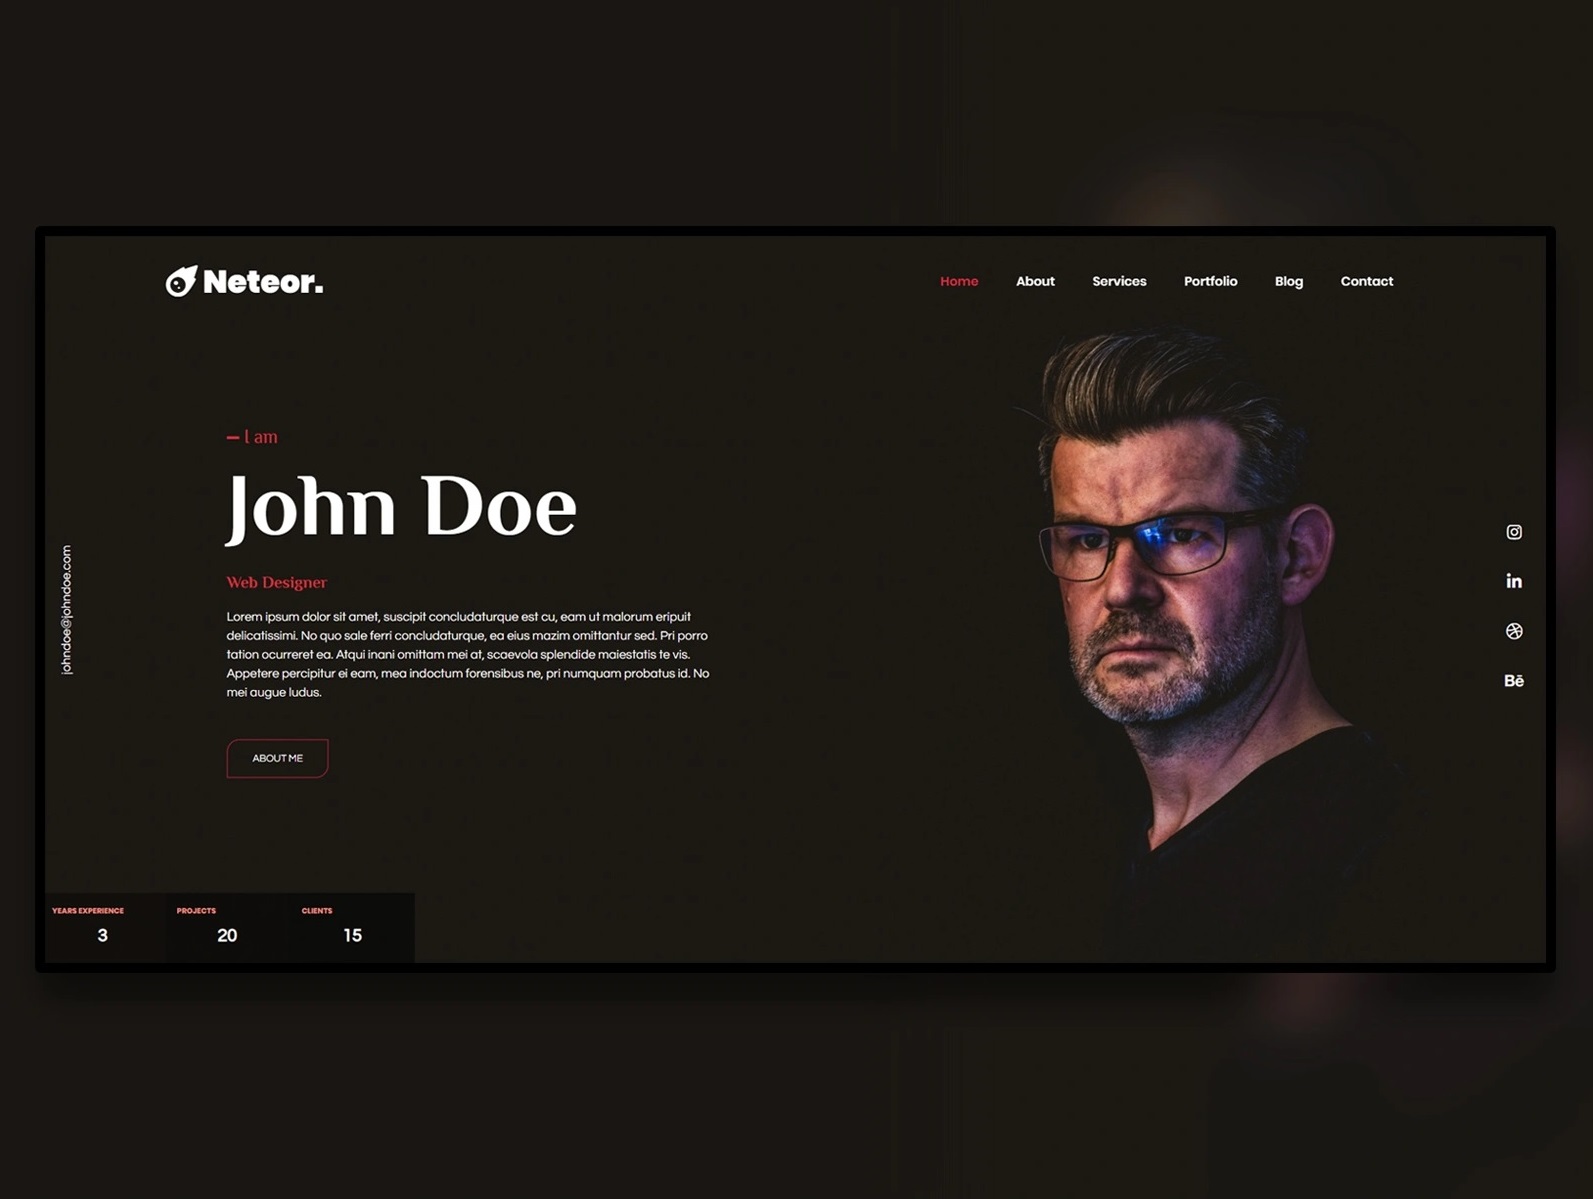 Neteor.
Home About Services Portfolio Blog Contact
I am
John Doe
Web Designer
Lorem ipsum dolor sit amet, suscipit concludaturque est cu, eam ut malorum eripuit
delicatissimi. No quo sale ferri concludaturque, ea eius mazim omittantur sed. Pri porro
tation ocurreret ea. Atqui inani omittam mei at, scaevola splendide maiestatis te vis.
Appetere percipitur ei eam, mea indoctum forensibus ne, pri numquam probatus id. No
mei augue ludus.
ABOUT ME
johndoe@johndoe.com
in
Bē
YEARS EXPERIENCE PROJECTS CLIENTS
3 20 15